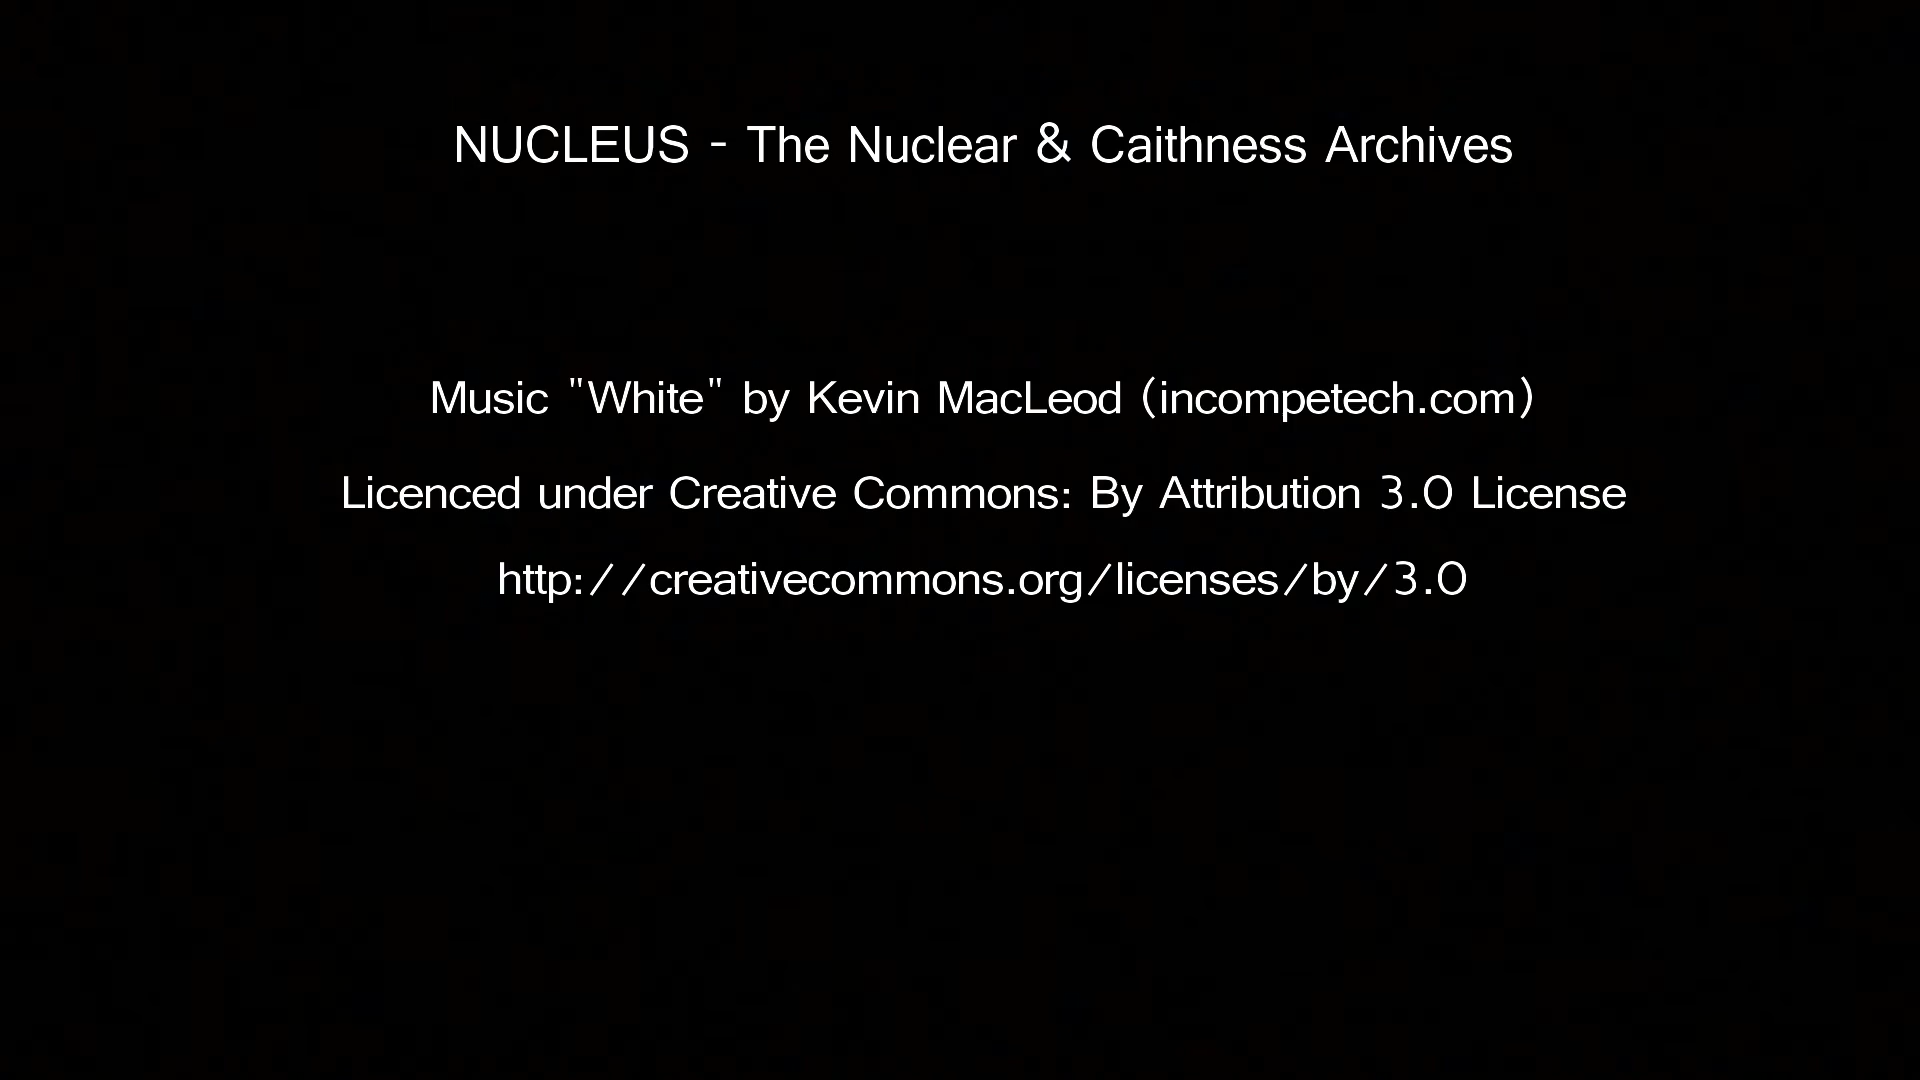 NUCLEUS - The Nuclear & Caithness Archives
Music "White" by Kevin MacLeod (incompetech.com)
Licenced under Creative Commons: By Attribution 3.0 License
http://creativecommons.org/licenses/by/3.0